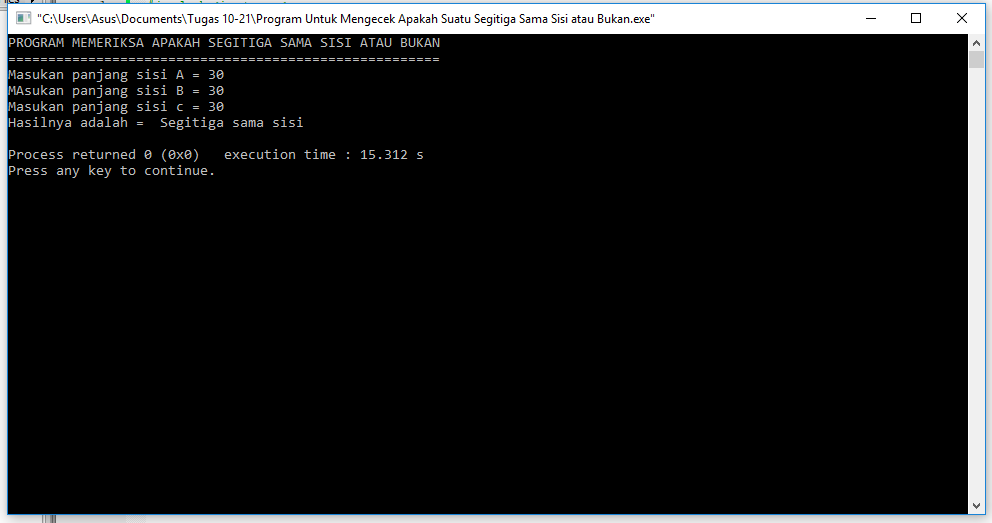 "C:\Users\Asus\Documents\Tugas 10-21\Program Untuk Mengecek Apakah Suatu Segitiga Sama Sisi atau Bukan.exe"
PROGRAM MEMERIKSA APAKAH SEGITIGA SAMA SISI ATAU BUKAN
======================================================
Masukan panjang sisi A = 30
MAsukan panjang sisi B = 30
Masukan panjang sisi c = 30
Hasilnya adalah =  Segitiga sama sisi
Process returned 0 (0x0)   execution time : 15.312 s
Press any key to continue.